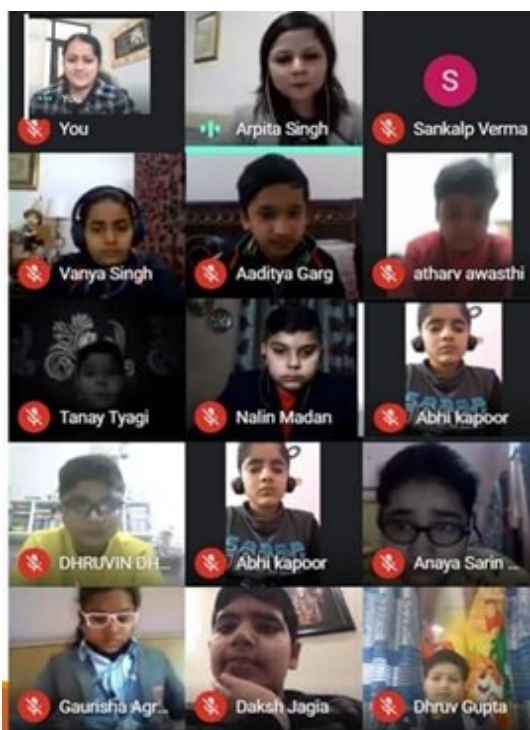 You
Arpita Singh
S
Sankalp Verma
Vanya Singh
Aaditya Garg
atharv awasthi
Tanay Tyagi
Nalin Madan
Abhi kapoor
DHRUVIN DH...
Abhi kapoor
Anaya Sarin ...
Gaurisha Agr...
Daksh Jagia
Dhruv Gupta